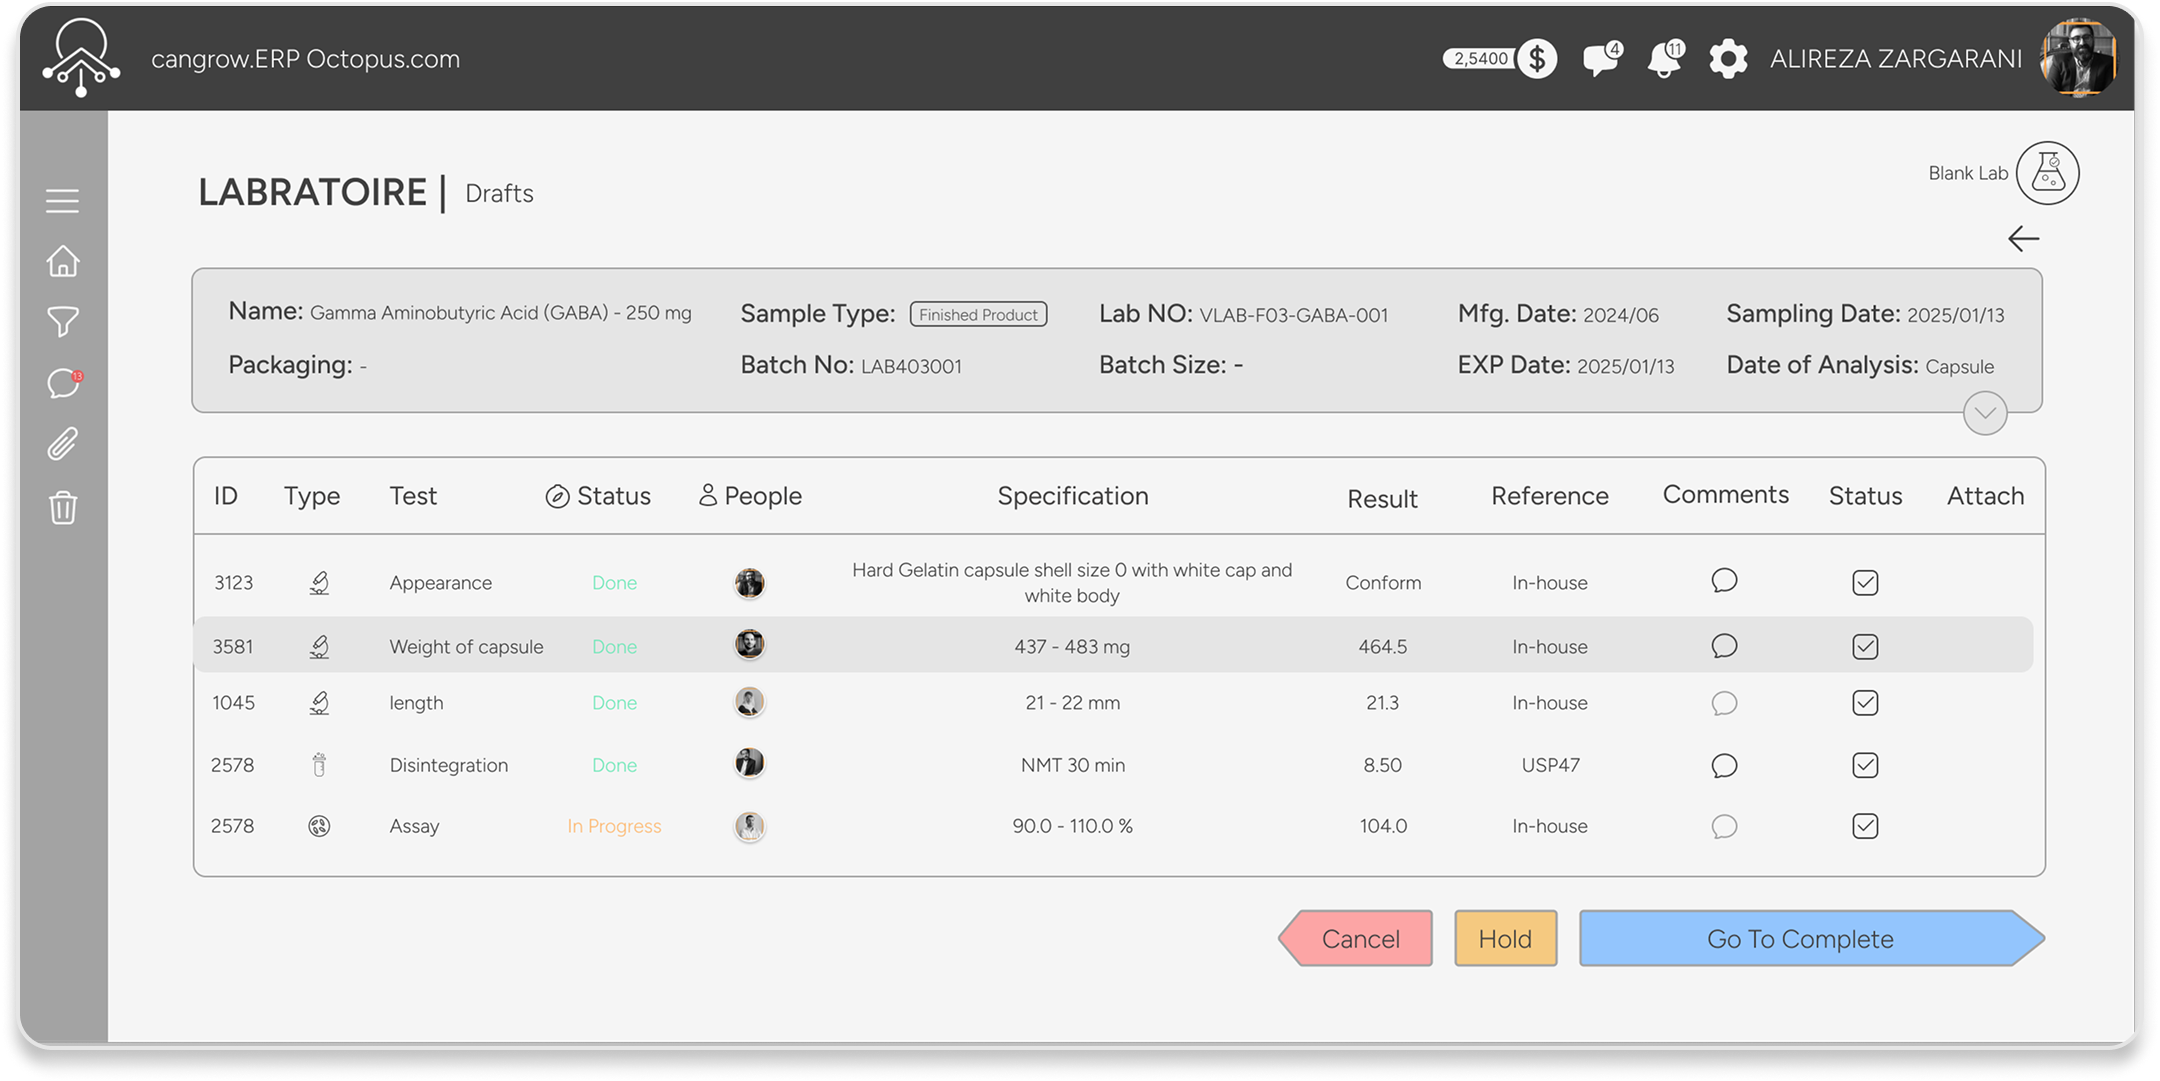 cangrow.ERP Octopus.com
2,5400 $ 4 11 ALIREZA ZARGARANI
LABRATOIRE | Drafts
Blank Lab
Name: Gamma Aminobutyric Acid (GABA) - 250 mg Sample Type: Finished Product Lab NO: VLAB-F03-GABA-001 Mfg. Date: 2024/06 Sampling Date: 2025/01/13
Packaging: - Batch No: LAB403001 Batch Size: - EXP Date: 2025/01/13 Date of Analysis: Capsule
13
ID Type Test Status People Specification Result Reference Comments Status Attach
3123 Appearance Done Hard Gelatin capsule shell size 0 with white cap and
white body Conform In-house
3581 Weight of capsule Done 437 - 483 mg 464.5 In-house
1045 length Done 21 - 22 mm 21.3 In-house
2578 Disintegration Done NMT 30 min 8.50 USP47
2578 Assay In Progress 90.0 - 110.0 % 104.0 In-house
Cancel Hold Go To Complete